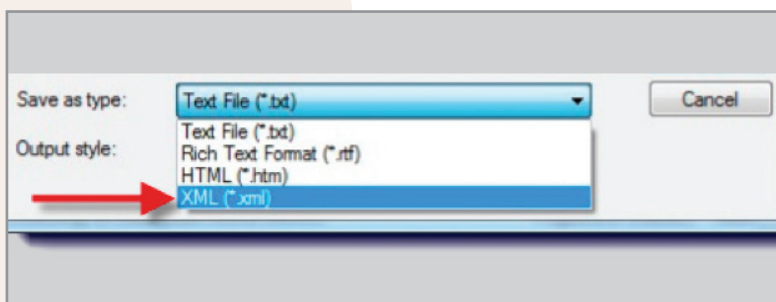 Save as type:
Text File (*.txt)
Cancel
Output style:
Text File (*.txt)
Rich Text Format (*.rtf)
HTML (*.htm)
XML (*.xml)